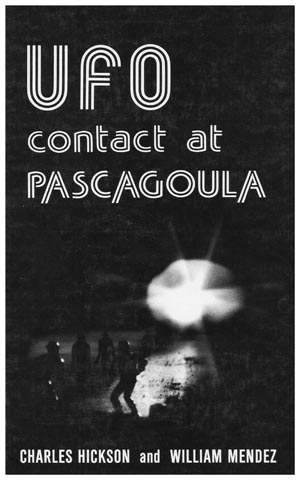 UFO
contact at
PASCAGOULA
CHARLES HICKSON and WILLIAM MENDEZ